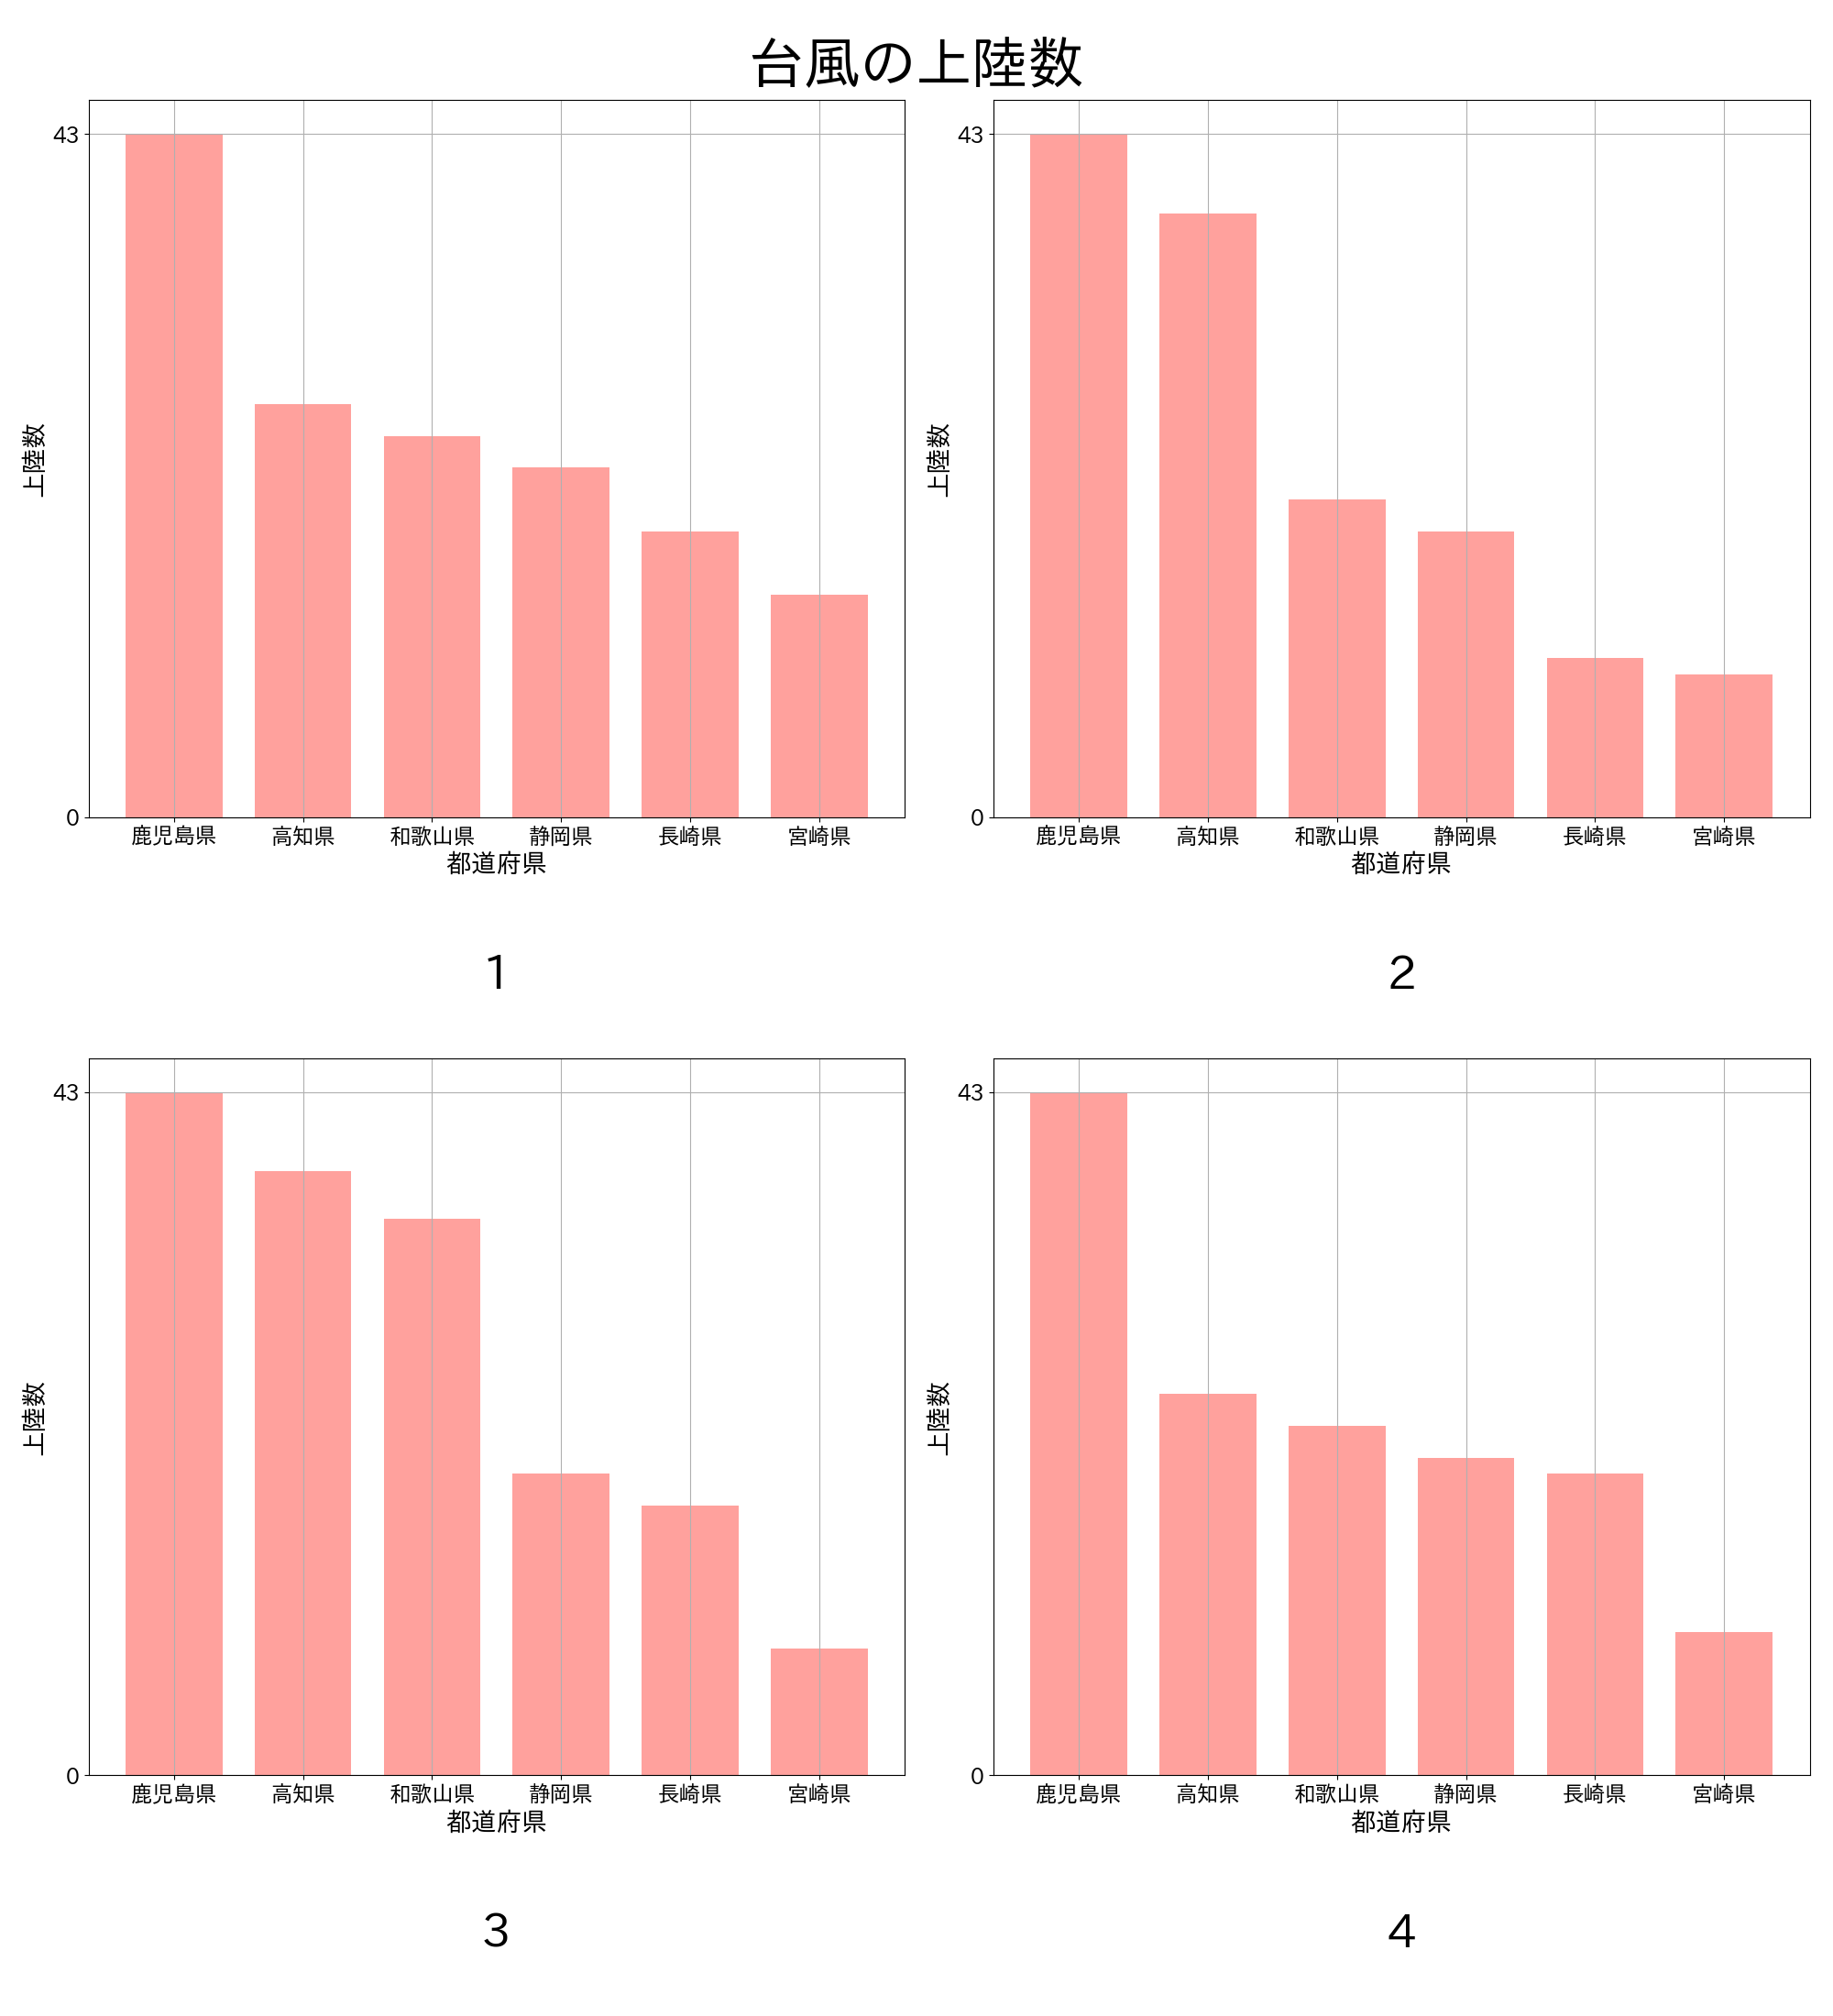 台風の上陸数
43
0
上陸数
鹿児島県 高知県 和歌山県 静岡県 長崎県 宮崎県
都道府県
1
43
0
上陸数
鹿児島県 高知県 和歌山県 静岡県 長崎県 宮崎県
都道府県
2
43
0
上陸数
鹿児島県 高知県 和歌山県 静岡県 長崎県 宮崎県
都道府県
3
43
0
上陸数
鹿児島県 高知県 和歌山県 静岡県 長崎県 宮崎県
都道府県
4